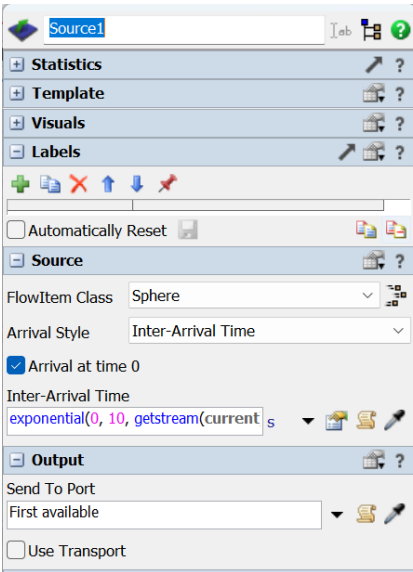 Source1
Statistics ?
Template ?
Visuals ?
Labels ?
Automatically Reset
Source ?
FlowItem Class Sphere
Arrival Style Inter-Arrival Time
Arrival at time 0
Inter-Arrival Time
exponential(0, 10, getstream(current s
Output ?
Send To Port
First available
Use Transport